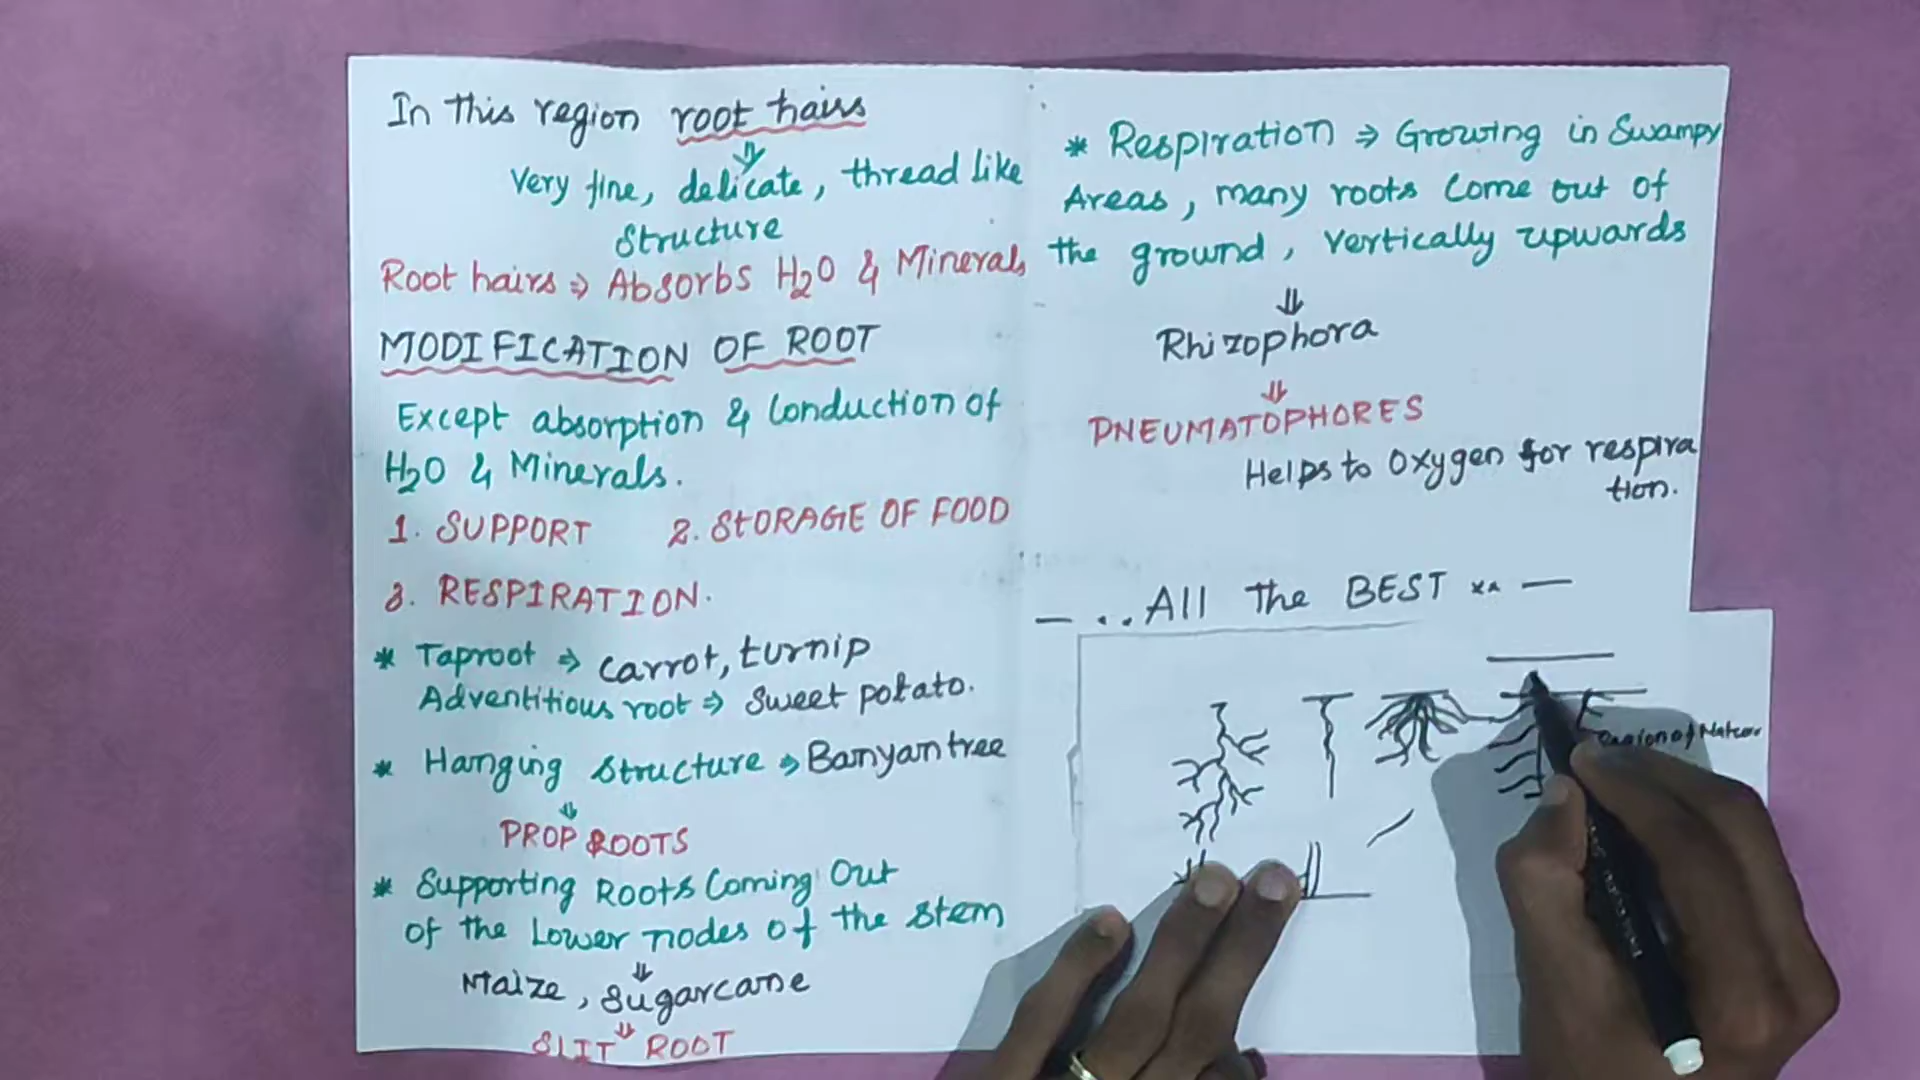 In this region root hairs
⇓
Very fine, delicate, thread like
Structure
Root hairs ⇒ Absorbs H2O & Minerals
MODIFICATION OF ROOT
Except absorption & Conduction of
H2O & Minerals.
1. SUPPORT 2. STORAGE OF FOOD
3. RESPIRATION.
* Taproot ⇒ carrot, turnip
Adventitious root ⇒ Sweet potato.
* Hanging Structure ⇒ Banyan tree
⇓
PROP ROOTS
* Supporting Roots Coming Out
Of the Lower nodes of the stem
⇓
Maize, Sugarcane
⇓
SLIT ROOT
* Respiration ⇒ Growing in Swampy
Areas, many roots Come out of
the ground, vertically upwards
⇓
Rhizophora
⇓
PNEUMATOPHORES
Helps to Oxygen for respira
tion.
— .. All the BEST ** —
of